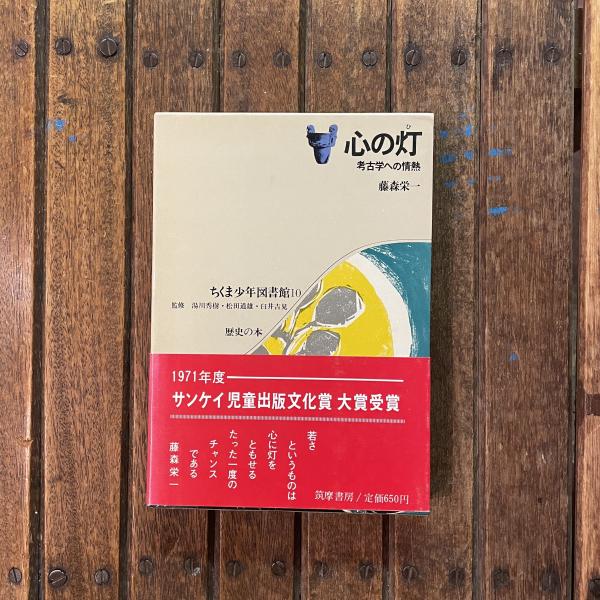 心の灯
ひ
考古学への情熱
藤森栄一
ちくま少年図書館10
監修 湯川秀樹・松田道雄・臼井吉見
歴史の本
1971年度
サンケイ児童出版文化賞 大賞受賞
若さ
というものは
心に灯を
ともせる
たった一度の
チャンス
である
藤森栄一
筑摩書房/定価650円